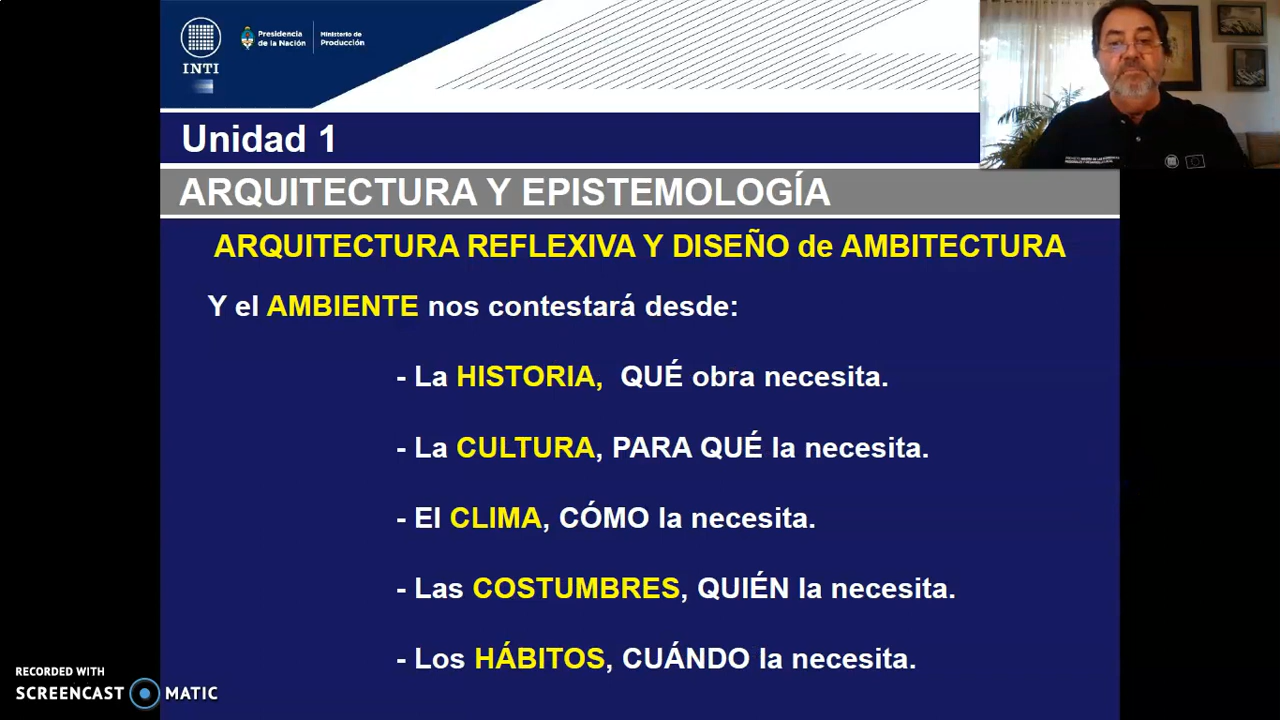 INTI
Presidencia
de la Nación
Ministerio de
Producción
Unidad 1
ARQUITECTURA Y EPISTEMOLOGÍA
ARQUITECTURA REFLEXIVA Y DISEÑO de AMBITECTURA
Y el AMBIENTE nos contestará desde:
- La HISTORIA, QUÉ obra necesita.
- La CULTURA, PARA QUÉ la necesita.
- El CLIMA, CÓMO la necesita.
- Las COSTUMBRES, QUIÉN la necesita.
- Los HÁBITOS, CUÁNDO la necesita.
RECORDED WITH
SCREENCAST MATIC